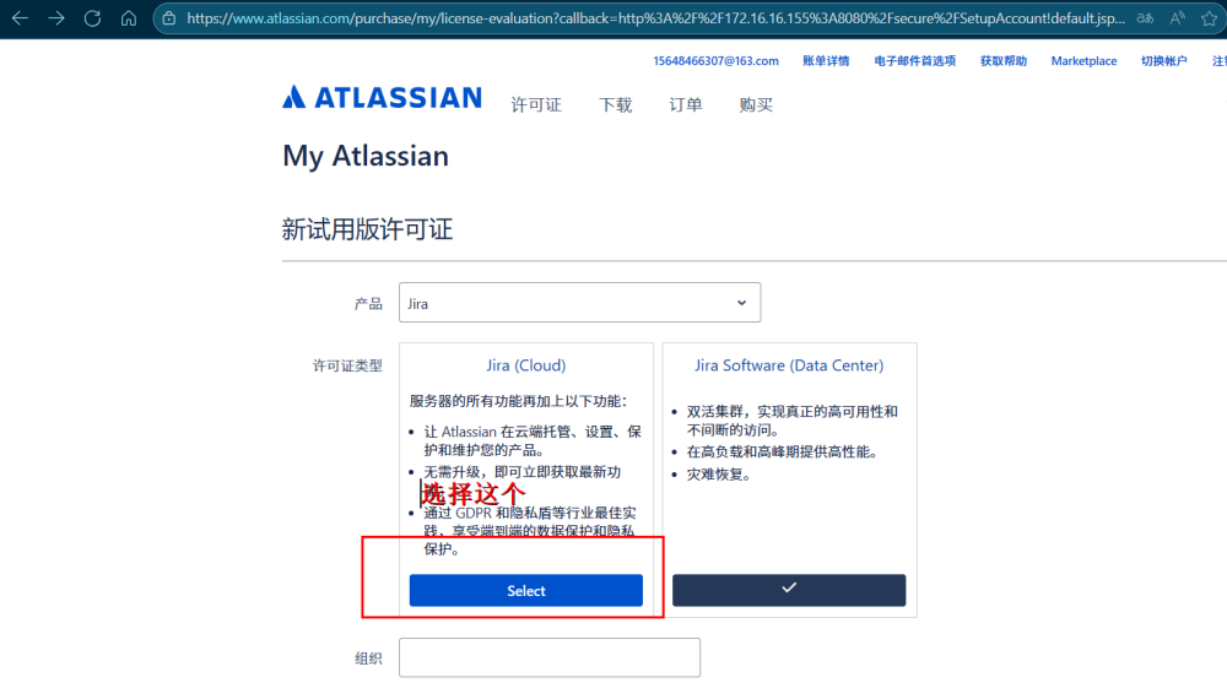 https://www.atlassian.com/purchase/my/license-evaluation?callback=http%3A%2F%2F172.16.16.155%3A8080%2Fsecure%2FSetupAccount!default.jsp...
15648466307@163.com 账单详情 电子邮件首选项 获取帮助 Marketplace 切换帐户
ATLASSIAN 许可证 下载 订单 购买
My Atlassian
新试用版许可证
产品 Jira
许可证类型
Jira (Cloud)
服务器的所有功能再加上以下功能：
• 让 Atlassian 在云端托管、设置、保
护和维护您的产品。
• 无需升级，即可立即获取最新功
选择这个
• 通过 GDPR 和隐私盾等行业最佳实
践，享受端到端的数据保护和隐私
保护。
Select
Jira Software (Data Center)
• 双活集群，实现真正的高可用性和
不间断的访问。
• 在高负载和高峰期提供高性能。
• 灾难恢复。
组织